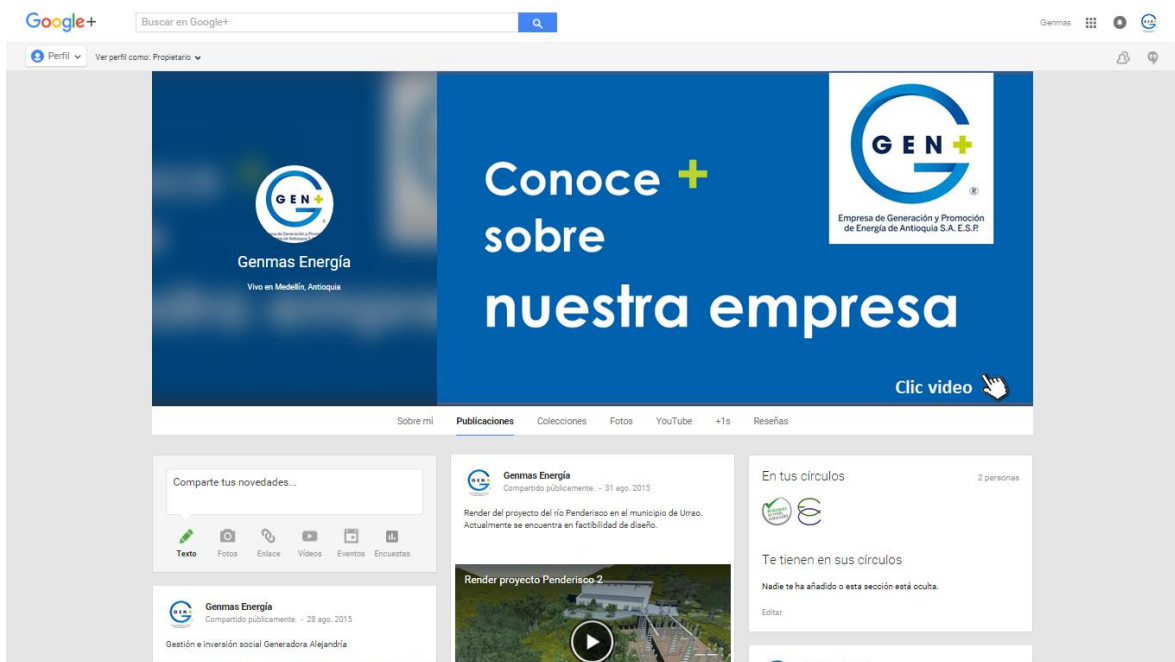 Google+
Buscar en Google+
Genmas
Perfil
Ver perfil como: Propietario
GEN+
Genmas Energía
Vivo en Medellín, Antioquia
Conoce +
sobre
nuestra empresa
GEN+
®
Empresa de Generación y Promoción
de Energía de Antioquia S.A. E.S.P.
Clic video
Sobre mí Publicaciones Colecciones Fotos YouTube +1s Reseñas
Comparte tus novedades...
Texto Fotos Enlace Vídeos Eventos Encuestas
Genmas Energía
Compartido públicamente. - 28 ago. 2015
Gestión e inversión social Generadora Alejandría
Genmas Energía
Compartido públicamente. - 31 ago. 2015
Render del proyecto del río Penderisco en el municipio de Urrao.
Actualmente se encuentra en factibilidad de diseño.
Render proyecto Penderisco 2
En tus círculos
2 personas
Te tienen en sus círculos
Nadie te ha añadido o esta sección está oculta.
Editar